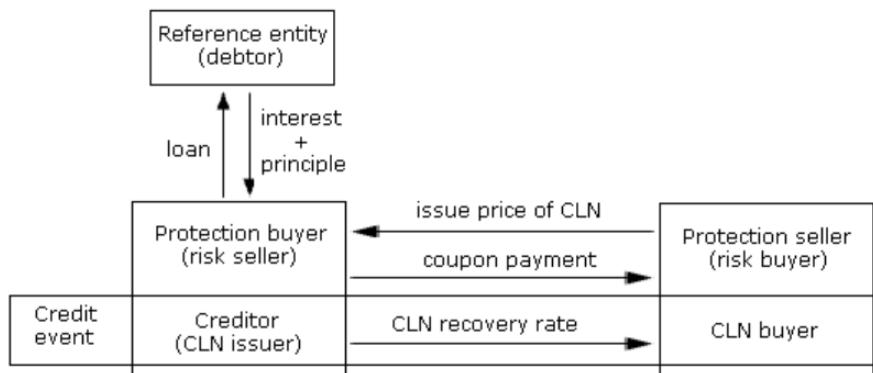 Reference entity
(debtor)
loan
interest
+
principle
issue price of CLN
Protection buyer
(risk seller)
Protection seller
(risk buyer)
coupon payment
Credit
event
Creditor
(CLN issuer)
CLN recovery rate
CLN buyer